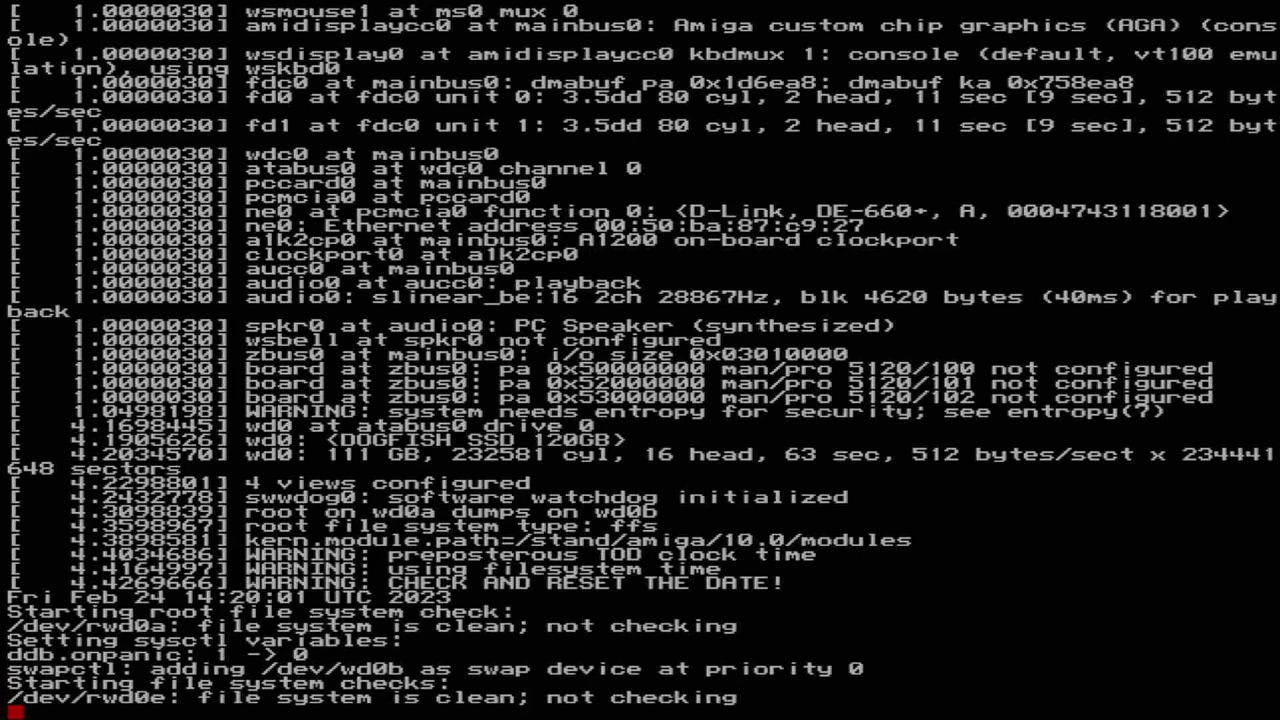 [   1.0000030] wsmouse1 at ms0 mux 0
[   1.0000030] amidisplaycc0 at mainbus0: Amiga custom chip graphics (AGA) (cons
ole)
[   1.0000030] wsdisplay0 at amidisplaycc0 kbdmux 1: console (default, vt100 emu
lation), using wskbd0
[   1.0000030] fdc0 at mainbus0: dmabuf pa 0x1d6ea8: dmabuf ka 0x758ea8
[   1.0000030] fd0 at fdc0 unit 0: 3.5dd 80 cyl, 2 head, 11 sec [9 sec], 512 byt
es/sec
[   1.0000030] fd1 at fdc0 unit 1: 3.5dd 80 cyl, 2 head, 11 sec [9 sec], 512 byt
es/sec
[   1.0000030] wdc0 at mainbus0
[   1.0000030] atabus0 at wdc0 channel 0
[   1.0000030] pccard0 at mainbus0
[   1.0000030] pcmcia0 at pccard0
[   1.0000030] ne0 at pcmcia0 function 0: <D-Link, DE-660+, A, 0004743118001>
[   1.0000030] ne0: Ethernet address 00:50:ba:87:c9:27
[   1.0000030] a1k2cp0 at mainbus0: A1200 on-board clockport
[   1.0000030] clockport0 at a1k2cp0
[   1.0000030] aucc0 at mainbus0
[   1.0000030] audio0 at aucc0: playback
[   1.0000030] audio0: slinear_be:16 2ch 28867Hz, blk 4620 bytes (40ms) for play
back
[   1.0000030] spkr0 at audio0: PC Speaker (synthesized)
[   1.0000030] wsbell at spkr0 not configured
[   1.0000030] zbus0 at mainbus0: i/o size 0x03010000
[   1.0000030] board at zbus0: pa 0x50000000 man/pro 5120/100 not configured
[   1.0000030] board at zbus0: pa 0x52000000 man/pro 5120/101 not configured
[   1.0000030] board at zbus0: pa 0x53000000 man/pro 5120/102 not configured
[   1.0498198] WARNING: system needs entropy for security; see entropy(7)
[   4.1698445] wd0 at atabus0 drive 0
[   4.1905626] wd0: <DOGFISH SSD 120GB>
[   4.2034570] wd0: 111 GB, 232581 cyl, 16 head, 63 sec, 512 bytes/sect x 234441
648 sectors
[   4.2298801] 4 views configured
[   4.2432778] swwdog0: software watchdog initialized
[   4.3098839] root on wd0a dumps on wd0b
[   4.3598967] root file system type: ffs
[   4.3898581] kern.module.path=/stand/amiga/10.0/modules
[   4.4034686] WARNING: preposterous TOD clock time
[   4.4164997] WARNING: using filesystem time
[   4.4269666] WARNING: CHECK AND RESET THE DATE!
Fri Feb 24 14:20:01 UTC 2023
Starting root file system check:
/dev/rwd0a: file system is clean; not checking
Setting sysctl variables:
ddb.onpanic: 1 -> 0
swapctl: adding /dev/wd0b as swap device at priority 0
Starting file system checks:
/dev/rwd0e: file system is clean; not checking